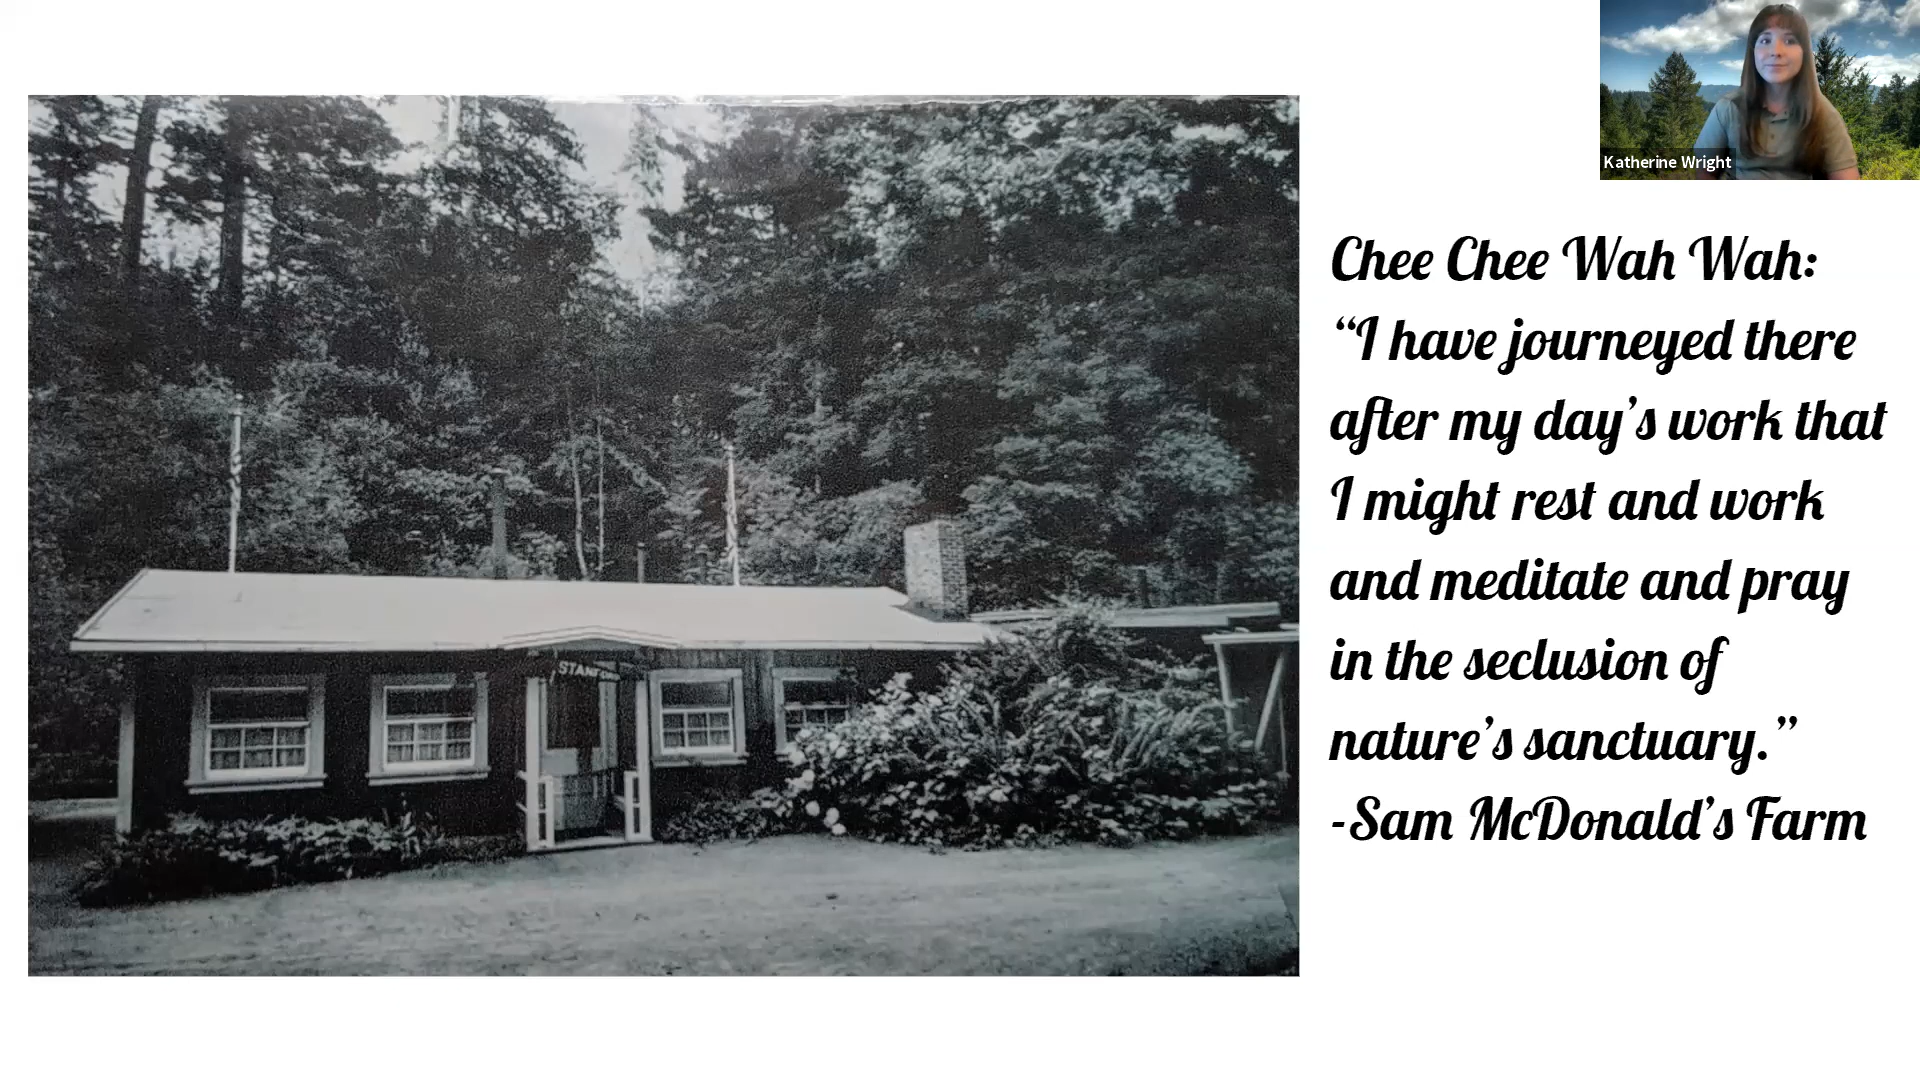 Katherine Wright
Chee Chee Wah Wah:
“I have journeyed there
after my day’s work that
I might rest and work
and meditate and pray
in the seclusion of
nature’s sanctuary.”
-Sam McDonald’s Farm